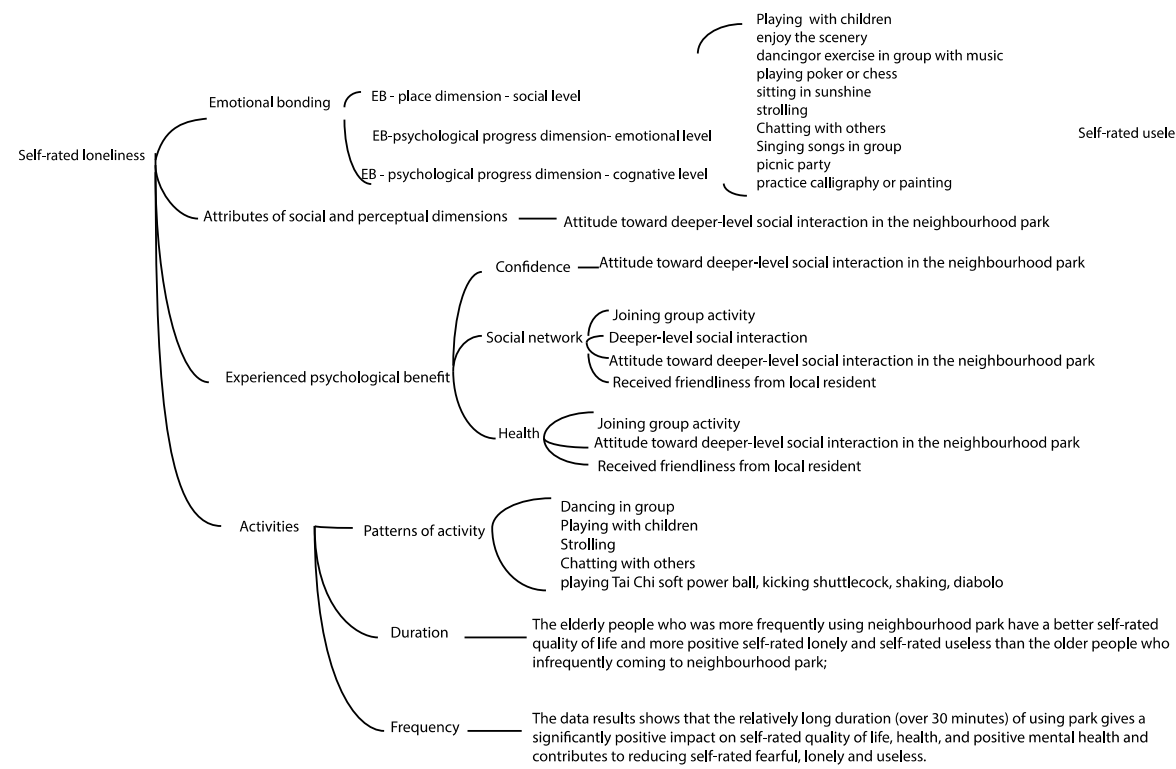 Self-rated loneliness
Emotional bonding
EB - place dimension - social level
EB-psychological progress dimension- emotional level
EB - psychological progress dimension - cognative level
Playing with children
enjoy the scenery
dancingor exercise in group with music
playing poker or chess
sitting in sunshine
strolling
Chatting with others
Singing songs in group
picnic party
practice calligraphy or painting
Self-rated usele
Attributes of social and perceptual dimensions
Attitude toward deeper-level social interaction in the neighbourhood park
Experienced psychological benefit
Confidence
Attitude toward deeper-level social interaction in the neighbourhood park
Social network
Joining group activity
Deeper-level social interaction
Attitude toward deeper-level social interaction in the neighbourhood park
Received friendliness from local resident
Health
Joining group activity
Attitude toward deeper-level social interaction in the neighbourhood park
Received friendliness from local resident
Activities
Patterns of activity
Dancing in group
Playing with children
Strolling
Chatting with others
playing Tai Chi soft power ball, kicking shuttlecock, shaking, diabolo
Duration
The elderly people who was more frequently using neighbourhood park have a better self-rated
quality of life and more positive self-rated lonely and self-rated useless than the older people who
infrequently coming to neighbourhood park;
Frequency
The data results shows that the relatively long duration (over 30 minutes) of using park gives a
significantly positive impact on self-rated quality of life, health, and positive mental health and
contributes to reducing self-rated fearful, lonely and useless.